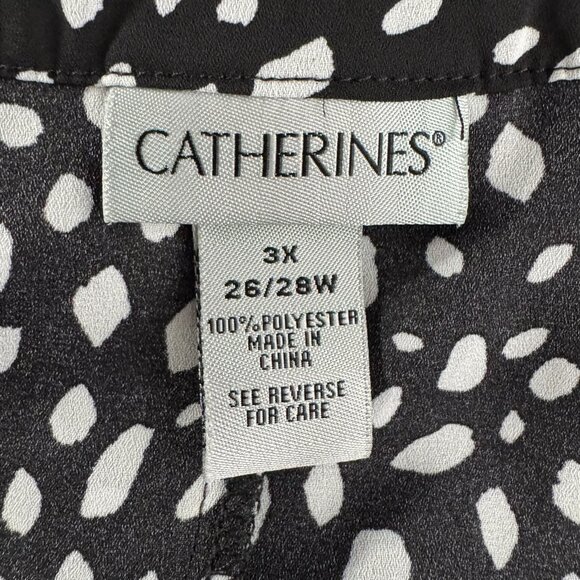 CATHERINES®
3X
26/28W
100%POLYESTER
MADE IN
CHINA
SEE REVERSE
FOR CARE